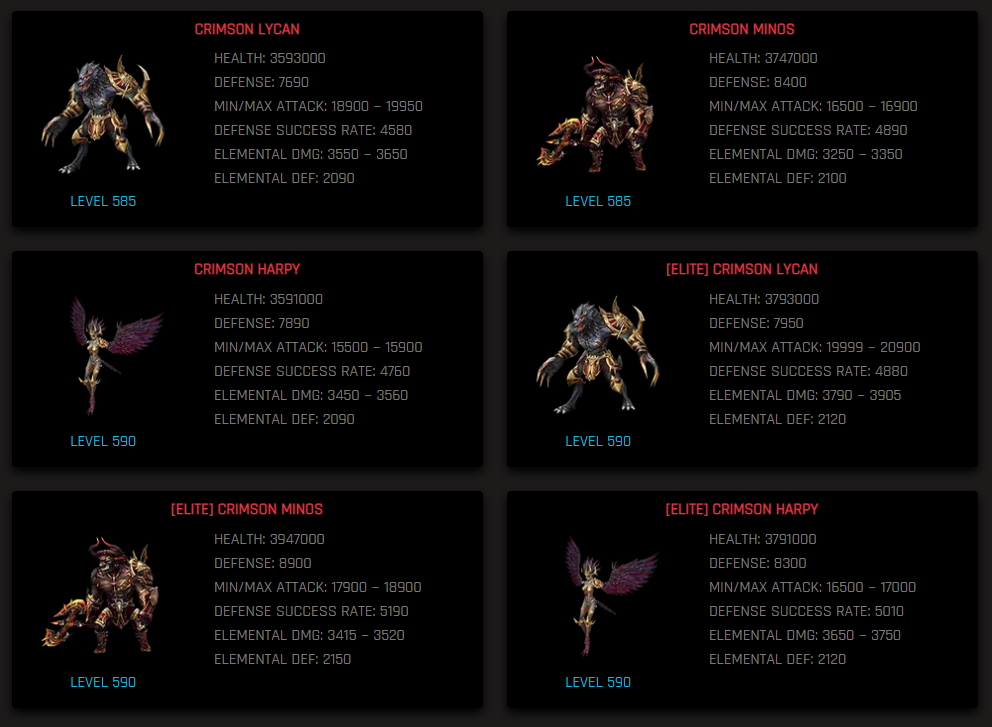 CRIMSON LYCAN
HEALTH: 3593000
DEFENSE: 7690
MIN/MAX ATTACK: 18900 – 19950
DEFENSE SUCCESS RATE: 4580
ELEMENTAL DMG: 3550 – 3650
ELEMENTAL DEF: 2090
LEVEL 585
CRIMSON MINOS
HEALTH: 3747000
DEFENSE: 8400
MIN/MAX ATTACK: 16500 – 16900
DEFENSE SUCCESS RATE: 4890
ELEMENTAL DMG: 3250 – 3350
ELEMENTAL DEF: 2100
LEVEL 585
CRIMSON HARPY
HEALTH: 3591000
DEFENSE: 7890
MIN/MAX ATTACK: 15500 – 15900
DEFENSE SUCCESS RATE: 4760
ELEMENTAL DMG: 3450 – 3560
ELEMENTAL DEF: 2090
LEVEL 590
[ELITE] CRIMSON LYCAN
HEALTH: 3793000
DEFENSE: 7950
MIN/MAX ATTACK: 19999 – 20900
DEFENSE SUCCESS RATE: 4880
ELEMENTAL DMG: 3790 – 3905
ELEMENTAL DEF: 2120
LEVEL 590
[ELITE] CRIMSON MINOS
HEALTH: 3947000
DEFENSE: 8900
MIN/MAX ATTACK: 17900 – 18900
DEFENSE SUCCESS RATE: 5190
ELEMENTAL DMG: 3415 – 3520
ELEMENTAL DEF: 2150
LEVEL 590
[ELITE] CRIMSON HARPY
HEALTH: 3791000
DEFENSE: 8300
MIN/MAX ATTACK: 16500 – 17000
DEFENSE SUCCESS RATE: 5010
ELEMENTAL DMG: 3650 – 3750
ELEMENTAL DEF: 2120
LEVEL 590